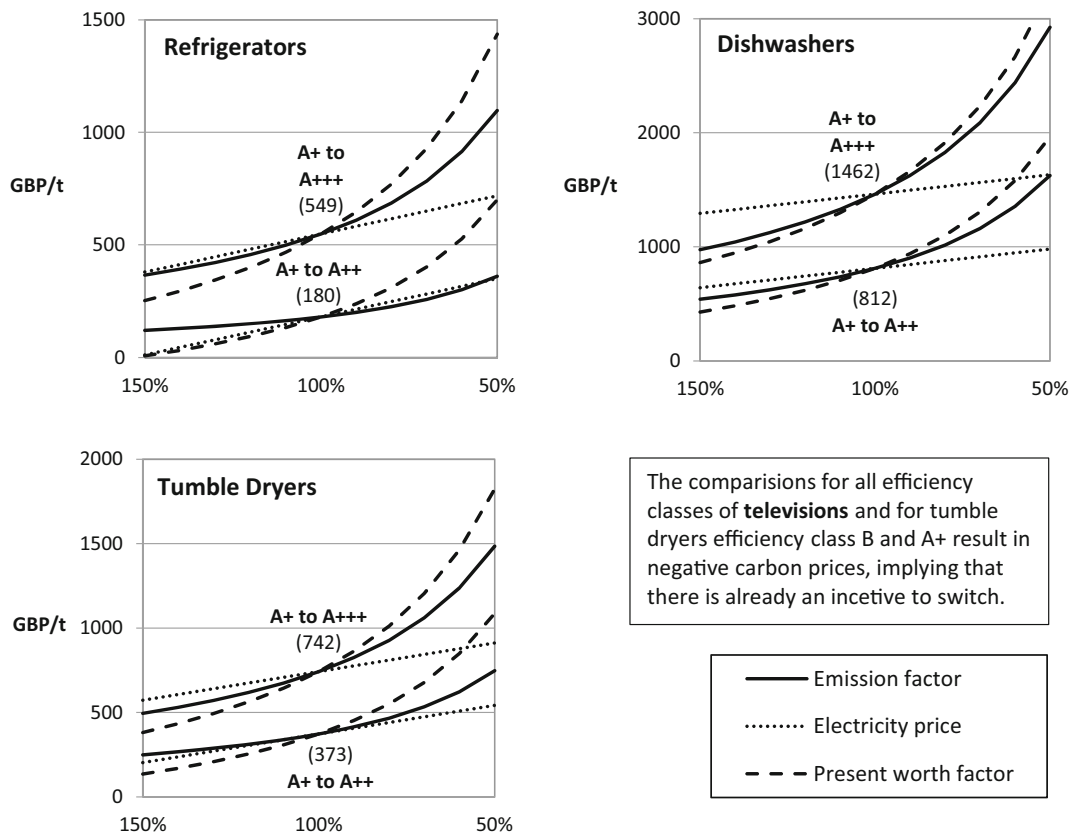 Refrigerators
1500
1000
500
0
GBP/t
A+ to
A+++
(549)
A+ to A++
(180)
150%
100%
50%
Dishwashers
3000
2000
1000
0
GBP/t
A+ to
A+++
(1462)
(812)
A+ to A++
150%
100%
50%
Tumble Dryers
2000
1500
1000
500
0
GBP/t
A+ to A+++
(742)
(373)
A+ to A++
150%
100%
50%
The comparisions for all efficiency
classes of televisions and for tumble
dryers efficiency class B and A+ result in
negative carbon prices, implying that
there is already an incetive to switch.
Emission factor
Electricity price
Present worth factor